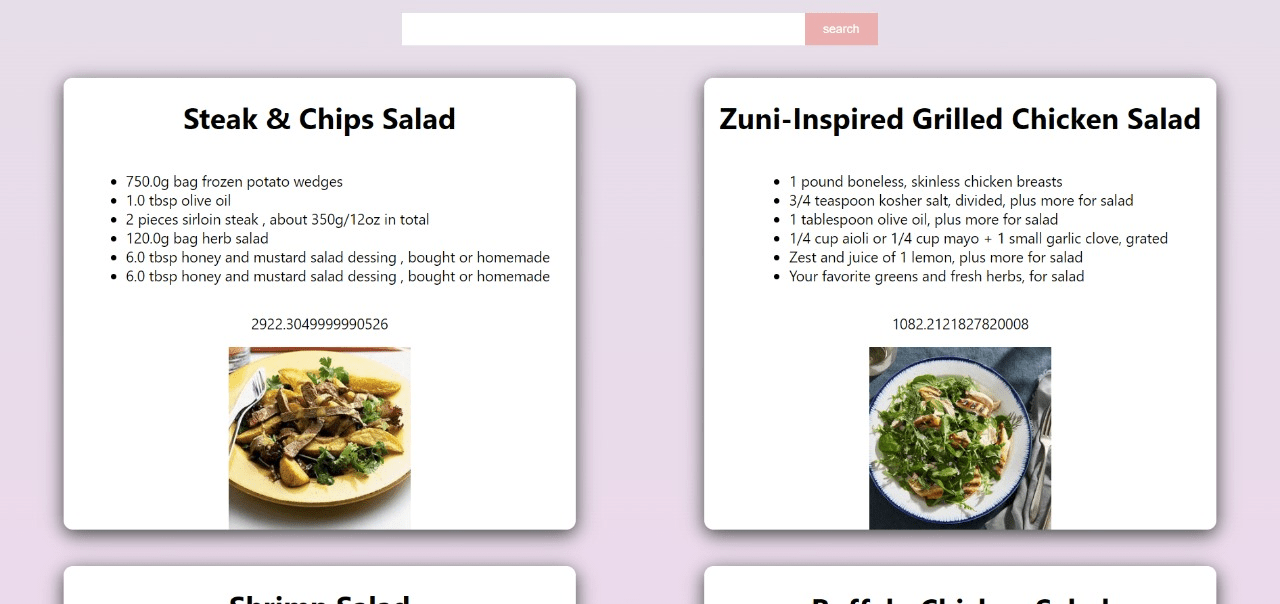 search
Steak & Chips Salad
750.0g bag frozen potato wedges
1.0 tbsp olive oil
2 pieces sirloin steak , about 350g/12oz in total
120.0g bag herb salad
6.0 tbsp honey and mustard salad dessing , bought or homemade
6.0 tbsp honey and mustard salad dessing , bought or homemade
2922.3049999990526
Zuni-Inspired Grilled Chicken Salad
1 pound boneless, skinless chicken breasts
3/4 teaspoon kosher salt, divided, plus more for salad
1 tablespoon olive oil, plus more for salad
1/4 cup aioli or 1/4 cup mayo + 1 small garlic clove, grated
Zest and juice of 1 lemon, plus more for salad
Your favorite greens and fresh herbs, for salad
1082.2121827820008
Shrimp Salad
Buffalo Chicken Salad